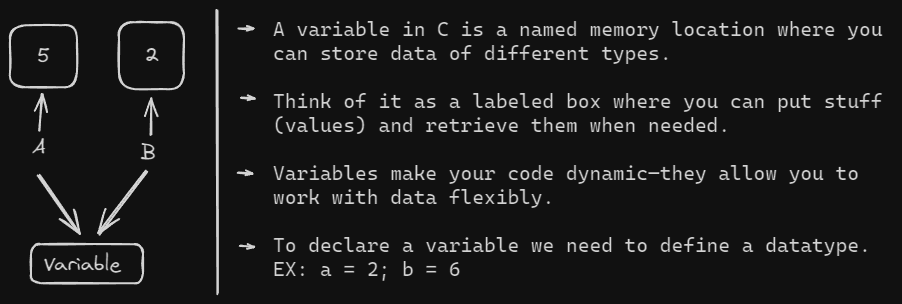 5
2
A
B
Variable
A variable in C is a named memory location where you
can store data of different types.
Think of it as a labeled box where you can put stuff
(values) and retrieve them when needed.
Variables make your code dynamic—they allow you to
work with data flexibly.
To declare a variable we need to define a datatype.
EX: a = 2; b = 6